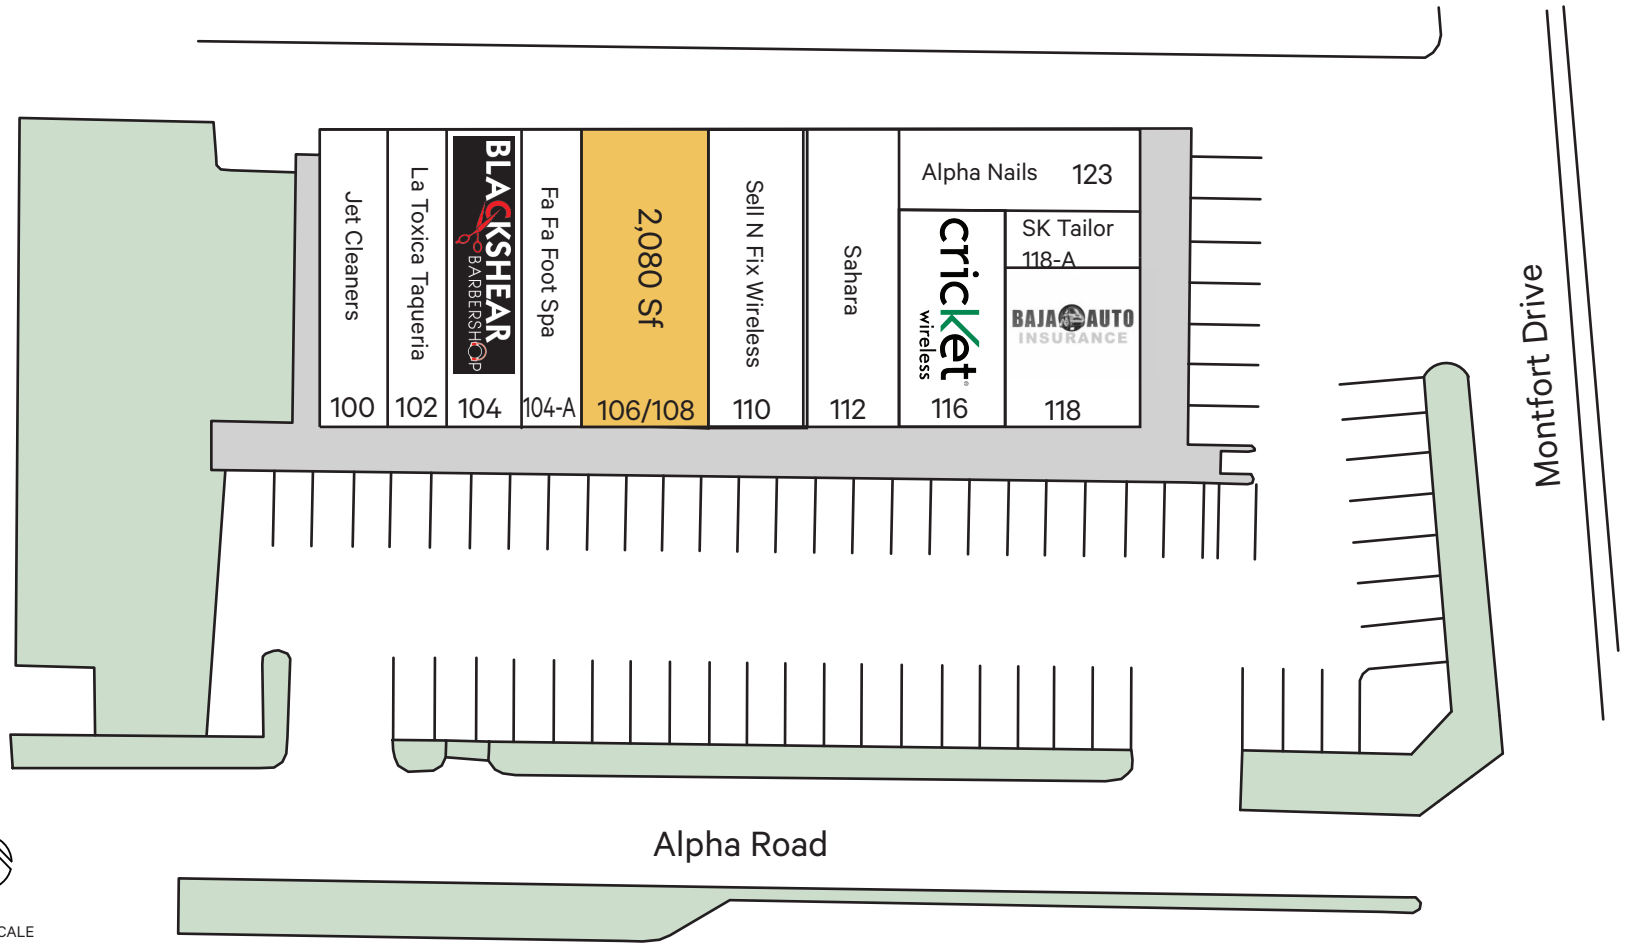 Jet Cleaners
100
La Toxica Taqueria
102
BLACKSHEAR
BARBERSHOP
104
Fa Fa Foot Spa
104-A
2,080 Sf
106/108
Sell N Fix Wireless
110
Sahara
112
Alpha Nails 123
cricket
wireless
116
SK Tailor
118-A
BAJA AUTO
INSURANCE
118
Montfort Drive
Alpha Road
CALE